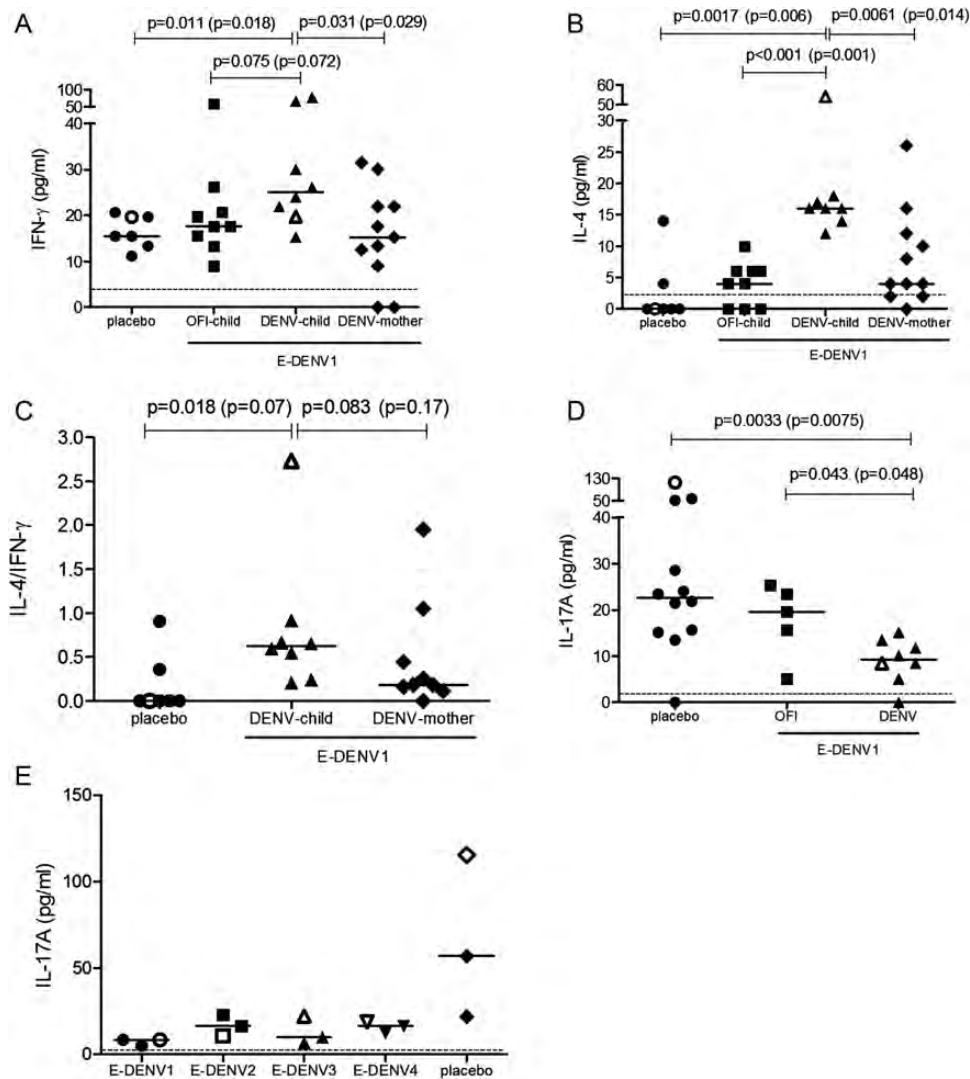 A
p=0.011 (p=0.018)
p=0.031 (p=0.029)
p=0.075 (p=0.072)
IFN-γ (pg/ml)
100
50
40
30
20
10
0
placebo
OFI-child
DENV-child
DENV-mother
E-DENV1
B
p=0.0017 (p=0.006)
p=0.0061 (p=0.014)
p<0.001 (p=0.001)
IL-4 (pg/ml)
60
50
30
25
20
15
10
5
0
placebo
OFI-child
DENV-child
DENV-mother
E-DENV1
C
p=0.018 (p=0.07)
p=0.083 (p=0.17)
IL-4/IFN-γ
3.0
2.5
2.0
1.5
1.0
0.5
0.0
placebo
DENV-child
DENV-mother
E-DENV1
D
p=0.0033 (p=0.0075)
p=0.043 (p=0.048)
IL-17A (pg/ml)
130
50
40
30
20
10
0
placebo
OFI
DENV
E-DENV1
E
IL-17A (pg/ml)
150
100
50
0
E-DENV1
E-DENV2
E-DENV3
E-DENV4
placebo